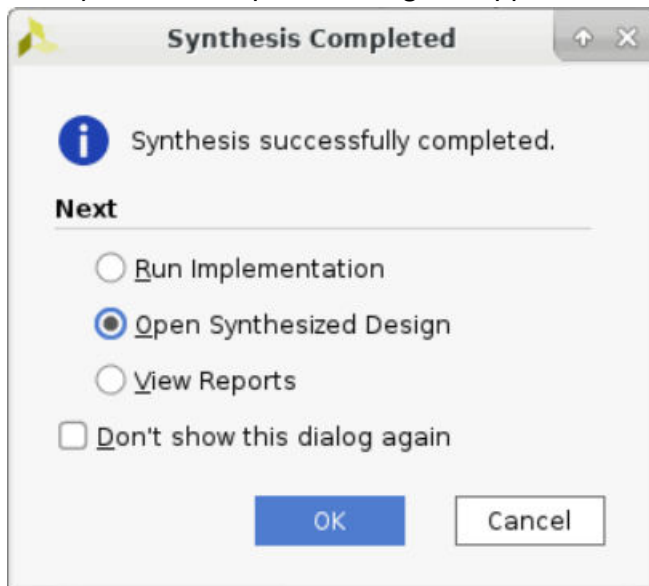 Synthesis Completed
Synthesis successfully completed.
Next
Run Implementation
Open Synthesized Design
View Reports
Don't show this dialog again
OK
Cancel